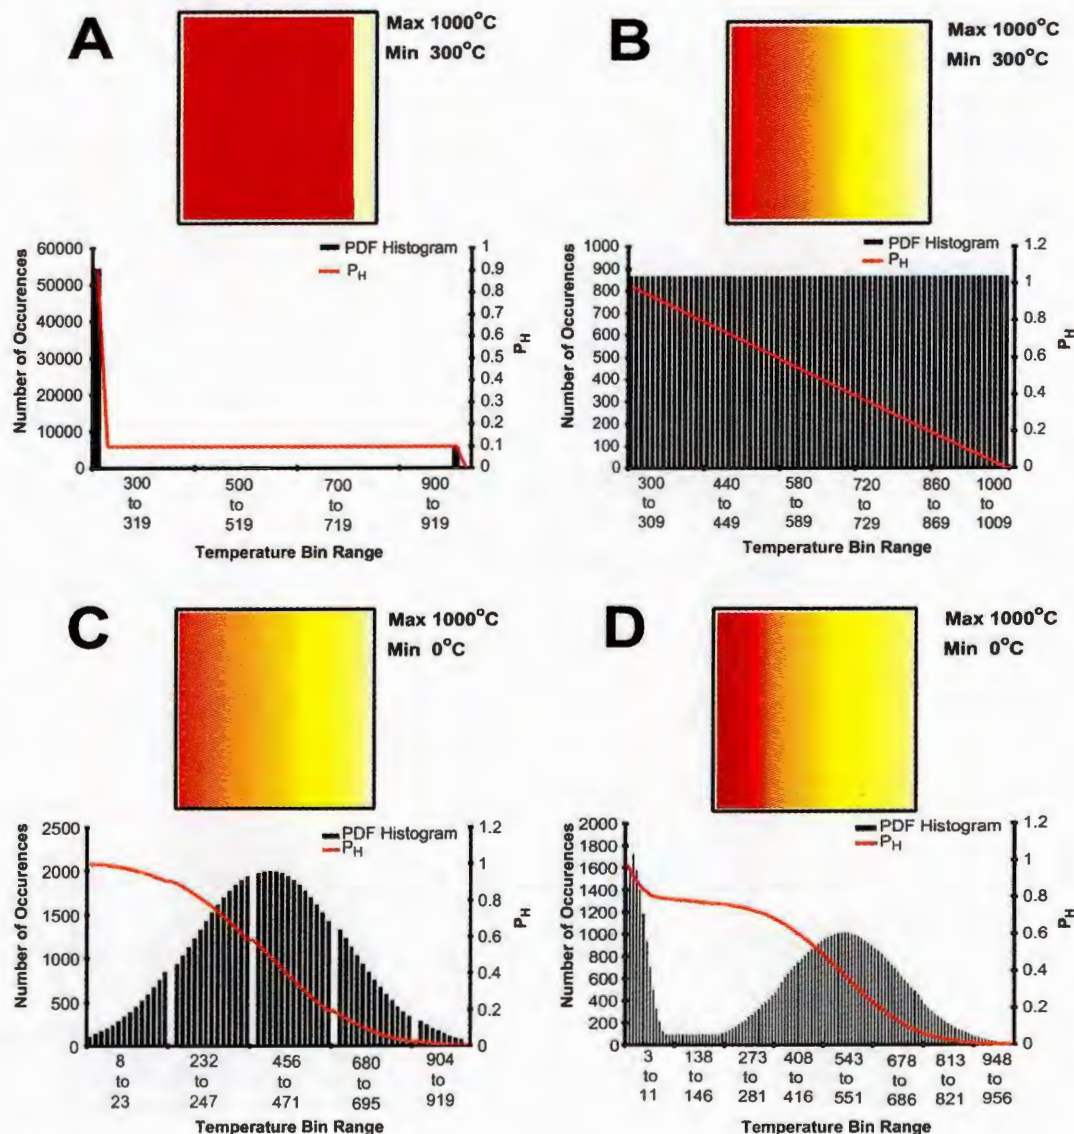 A
Max 1000°C
Min 300°C
PDF Histogram
P_H
Number of Occurences
60000
50000
40000
30000
20000
10000
0
1
0.9
0.8
0.7
0.6
0.5
0.4
0.3
0.2
0.1
0
P_H
300 500 700 900
to to to to
319 519 719 919
Temperature Bin Range
B
Max 1000°C
Min 300°C
PDF Histogram
P_H
Number of Occurences
1000
900
800
700
600
500
400
300
200
100
0
1.2
1
0.8
0.6
0.4
0.2
0
P_H
300 440 580 720 860 1000
to to to to to to
309 449 589 729 869 1009
Temperature Bin Range
C
Max 1000°C
Min 0°C
PDF Histogram
P_H
Number of Occurences
2500
2000
1500
1000
500
0
1.2
1
0.8
0.6
0.4
0.2
0
P_H
8 232 456 680 904
to to to to to
23 247 471 695 919
Temperature Bin Range
D
Max 1000°C
Min 0°C
PDF Histogram
P_H
Number of Occurences
2000
1800
1600
1400
1200
1000
800
600
400
200
0
1.2
1
0.8
0.6
0.4
0.2
0
P_H
3 138 273 408 543 678 813 948
to to to to to to to to
11 146 281 416 551 686 821 956
Temperature Bin Range